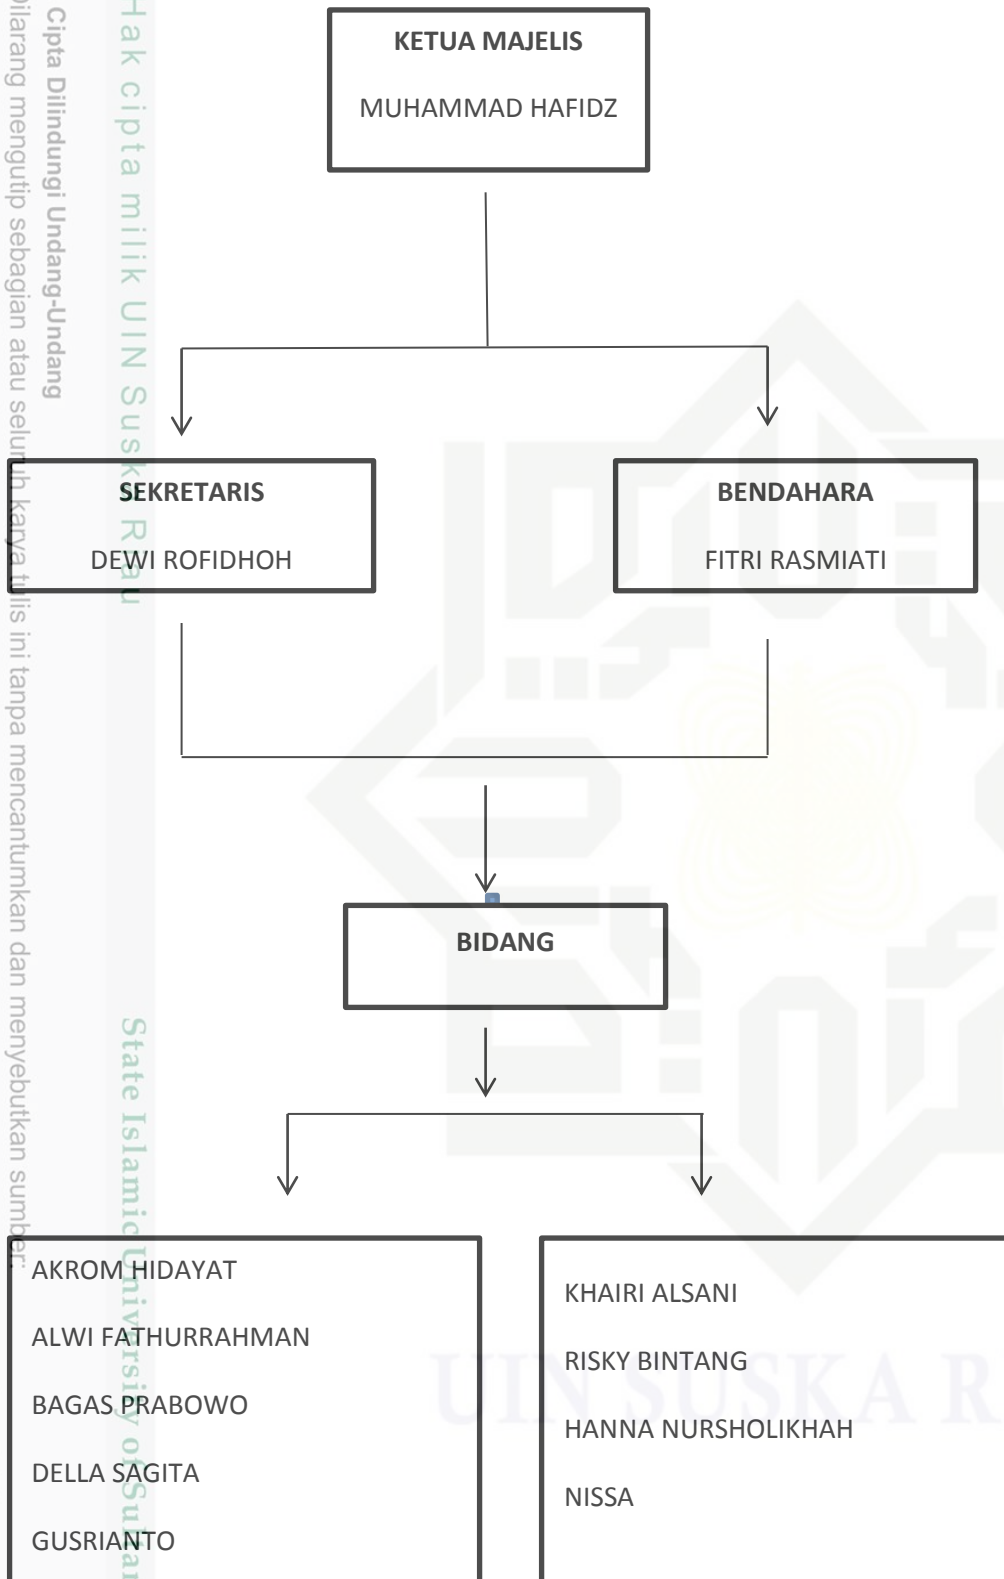 KETUA MAJELIS
MUHAMMAD HAFIDZ
SEKRETARIS
DEWI ROFIDHOH
BENDAHARA
FITRI RASMIATI
BIDANG
AKROM HIDAYAT
ALWI FATHURRAHMAN
BAGAS PRABOWO
DELLA SAGITA
GUSRIANTO
KHAIRI ALSANI
RISKY BINTANG
HANNA NURSHOLIKHAH
NISSA
Hak cipta milik UIN Suska Riau
State Islamic University of Sultan
Cipta Dilindungi Undang-Undang
Dilarang mengutip sebagian atau seluruh karya tulis ini tanpa mencantumkan dan menyebutkan sumber:
UIN SUSKA R